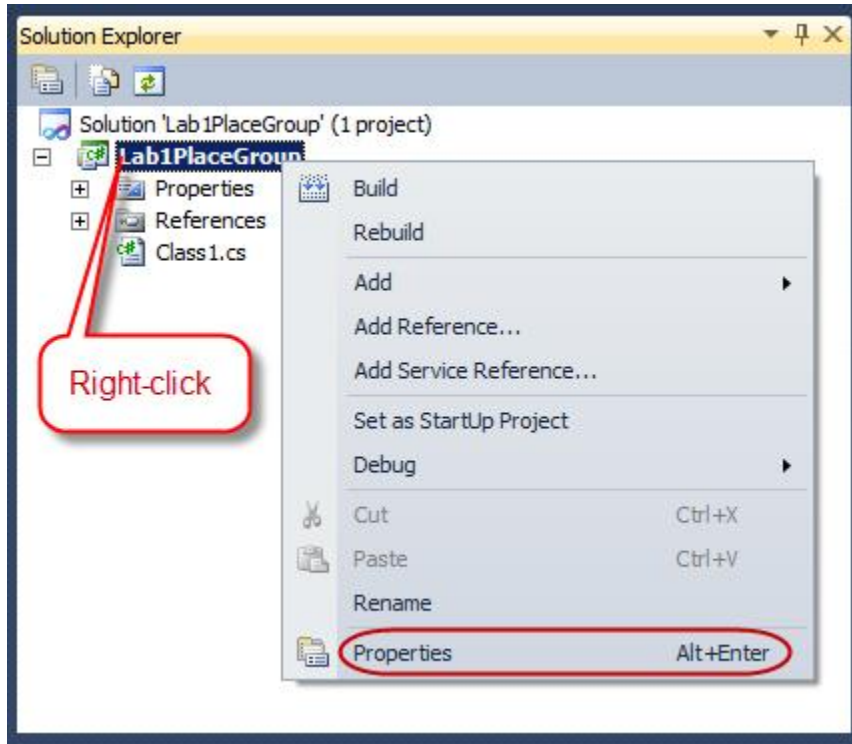 Solution Explorer
Solution 'Lab1PlaceGroup' (1 project)
Lab1PlaceGroup
Properties
References
Class1.cs
Right-click
Build
Rebuild
Add
Add Reference...
Add Service Reference...
Set as StartUp Project
Debug
Cut Ctrl+X
Paste Ctrl+V
Rename
Properties Alt+Enter